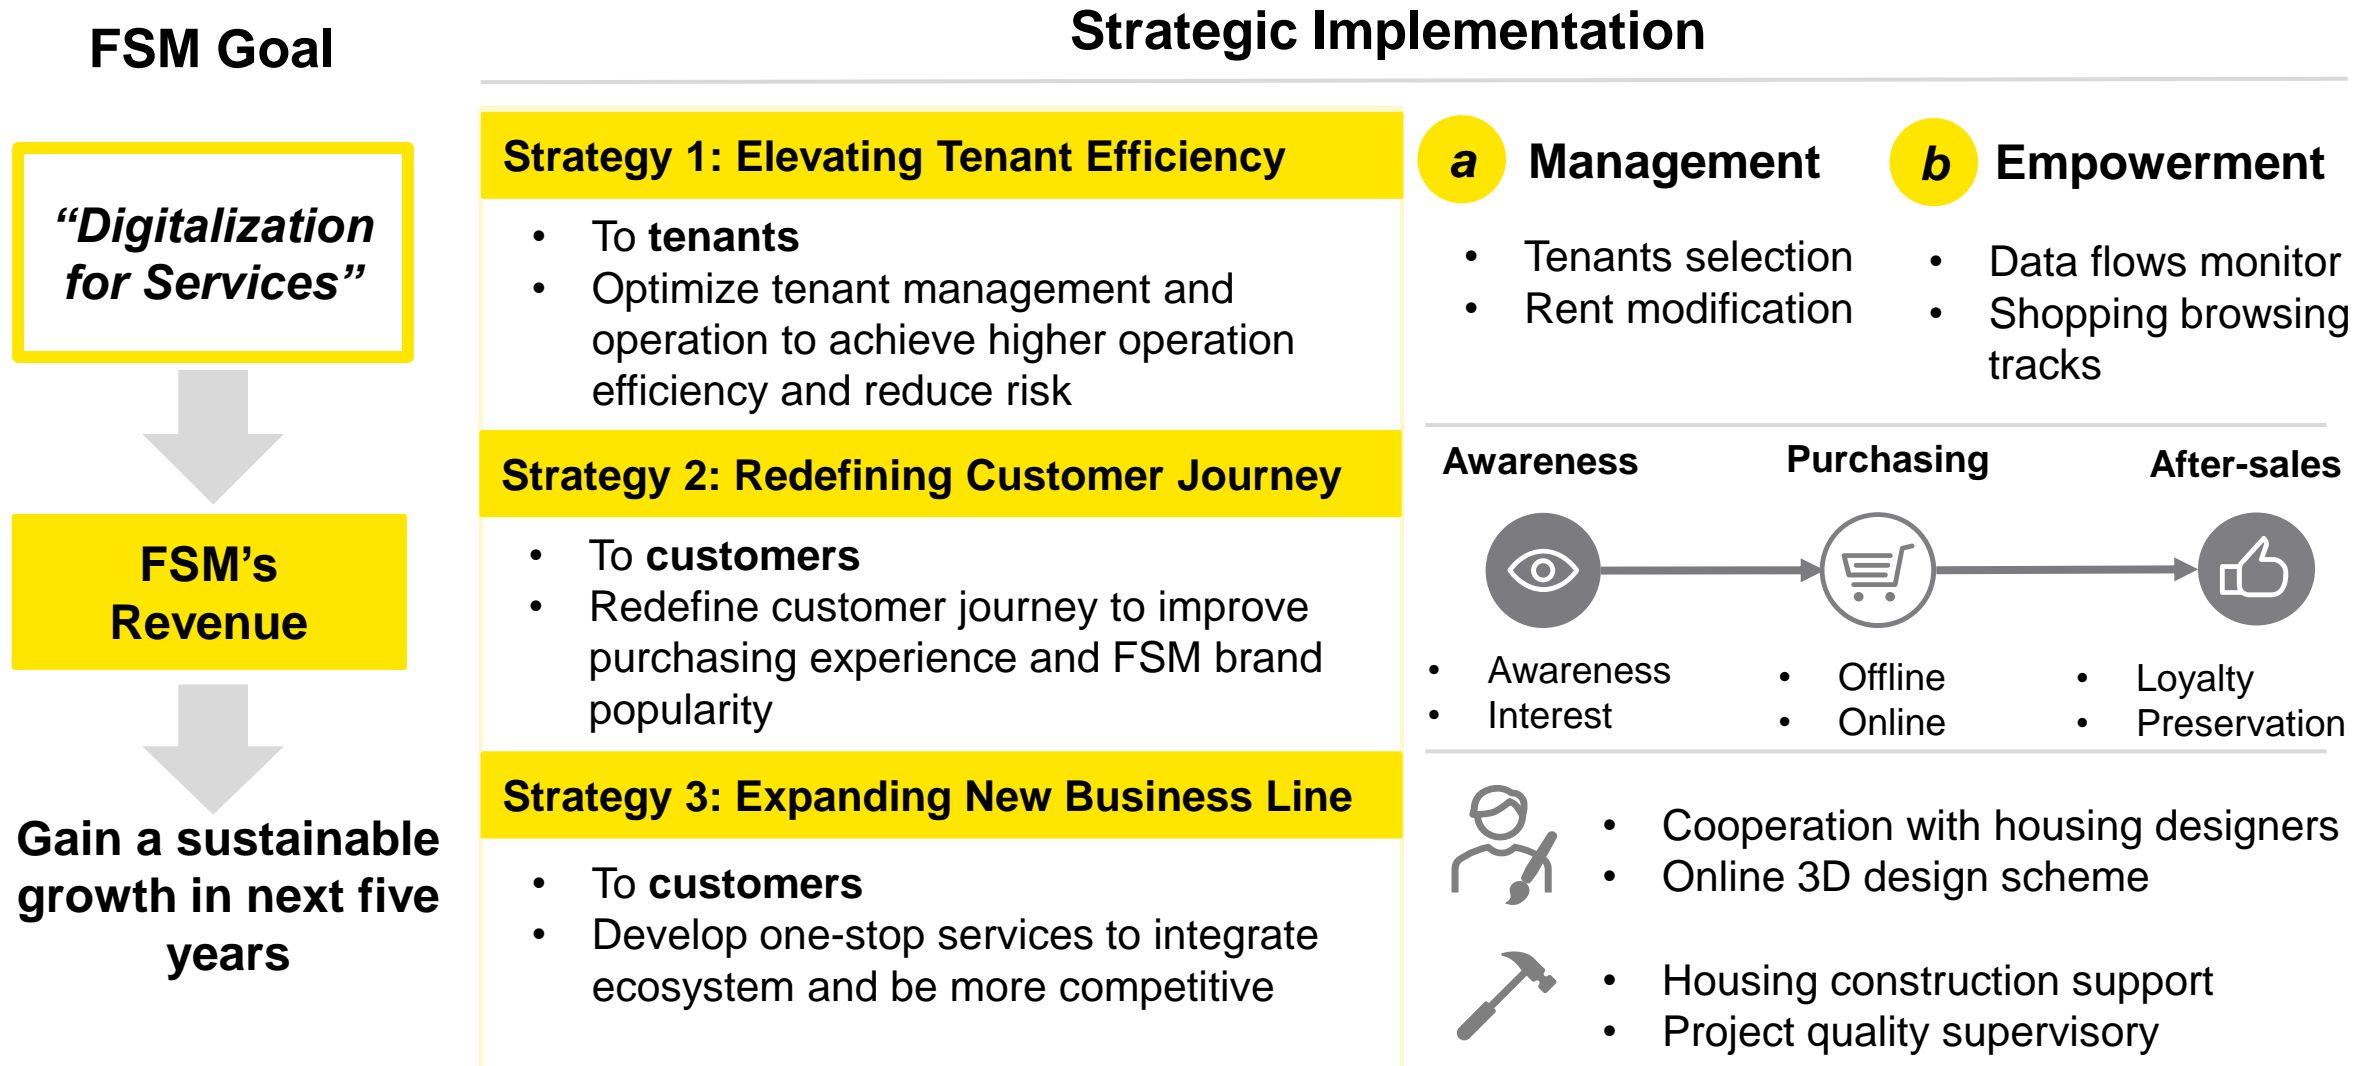 FSM Goal
“Digitalization
for Services”
FSM’s
Revenue
Gain a sustainable
growth in next five
years
Strategic Implementation
Strategy 1: Elevating Tenant Efficiency
• To tenants
• Optimize tenant management and
operation to achieve higher operation
efficiency and reduce risk
a Management
• Tenants selection
• Rent modification
b Empowerment
• Data flows monitor
• Shopping browsing
tracks
Strategy 2: Redefining Customer Journey
• To customers
• Redefine customer journey to improve
purchasing experience and FSM brand
popularity
Awareness
• Awareness
• Interest
Purchasing
• Offline
• Online
After-sales
• Loyalty
• Preservation
Strategy 3: Expanding New Business Line
• To customers
• Develop one-stop services to integrate
ecosystem and be more competitive
• Cooperation with housing designers
• Online 3D design scheme
• Housing construction support
• Project quality supervisory